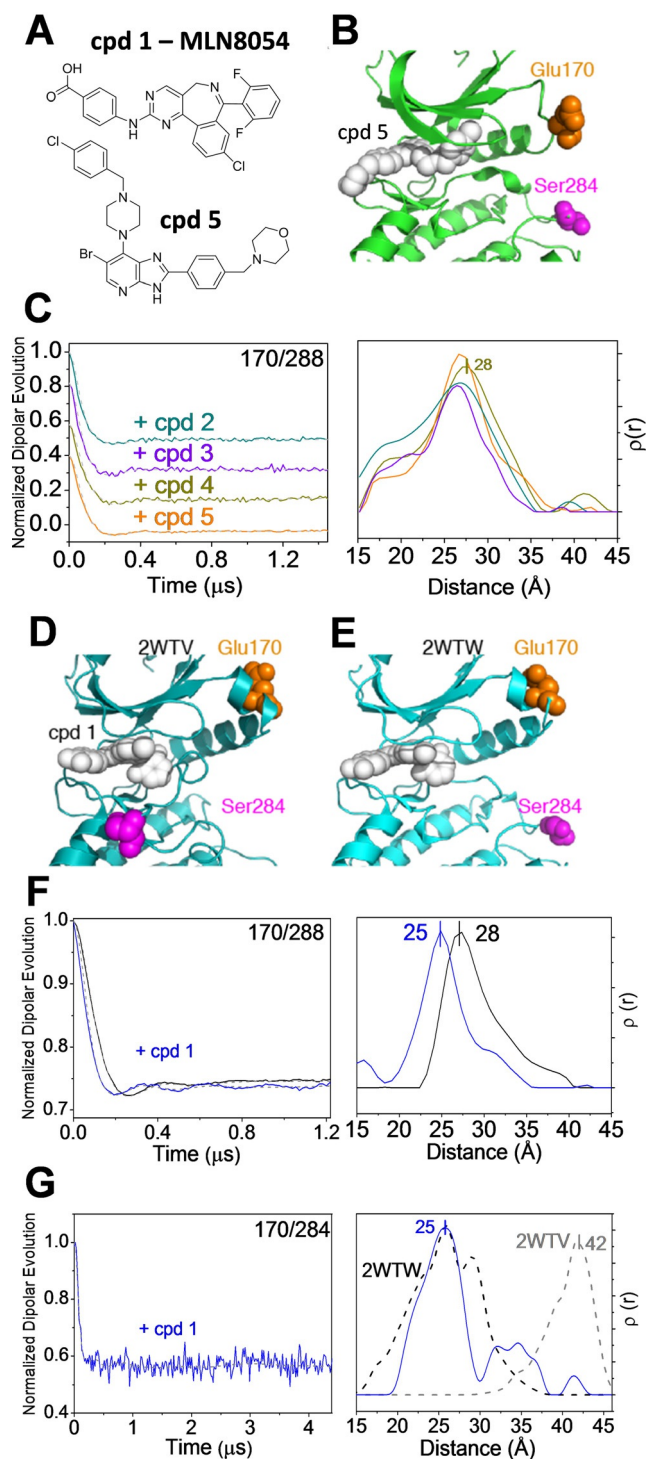 A
cpd 1 – MLN8054
OH
O
N
N
N
NH
F
F
Cl
Cl
N
N
cpd 5
Br
N
N
N
H
N
O
B
Glu170
cpd 5
Ser284
C
Normalized Dipolar Evolution
1.0
0.8
0.6
0.4
0.2
0.0
170/288
+ cpd 2
+ cpd 3
+ cpd 4
+ cpd 5
0.0 0.4 0.8 1.2
Time (μs)
28
ρ(r)
15 20 25 30 35 40 45
Distance (Å)
D
2WTV
Glu170
cpd 1
Ser284
E
2WTW
Glu170
Ser284
F
Normalized Dipolar Evolution
1.0
0.9
0.8
0.7
170/288
+ cpd 1
0.0 0.4 0.8 1.2
Time (μs)
25
28
ρ (r)
15 20 25 30 35 40 45
Distance (Å)
G
Normalized Dipolar Evolution
1.0
0.8
0.6
0.4
170/284
+ cpd 1
0 1 2 3 4
Time (μs)
25
2WTV
42
2WTW
ρ (r)
15 20 25 30 35 40 45
Distance (Å)